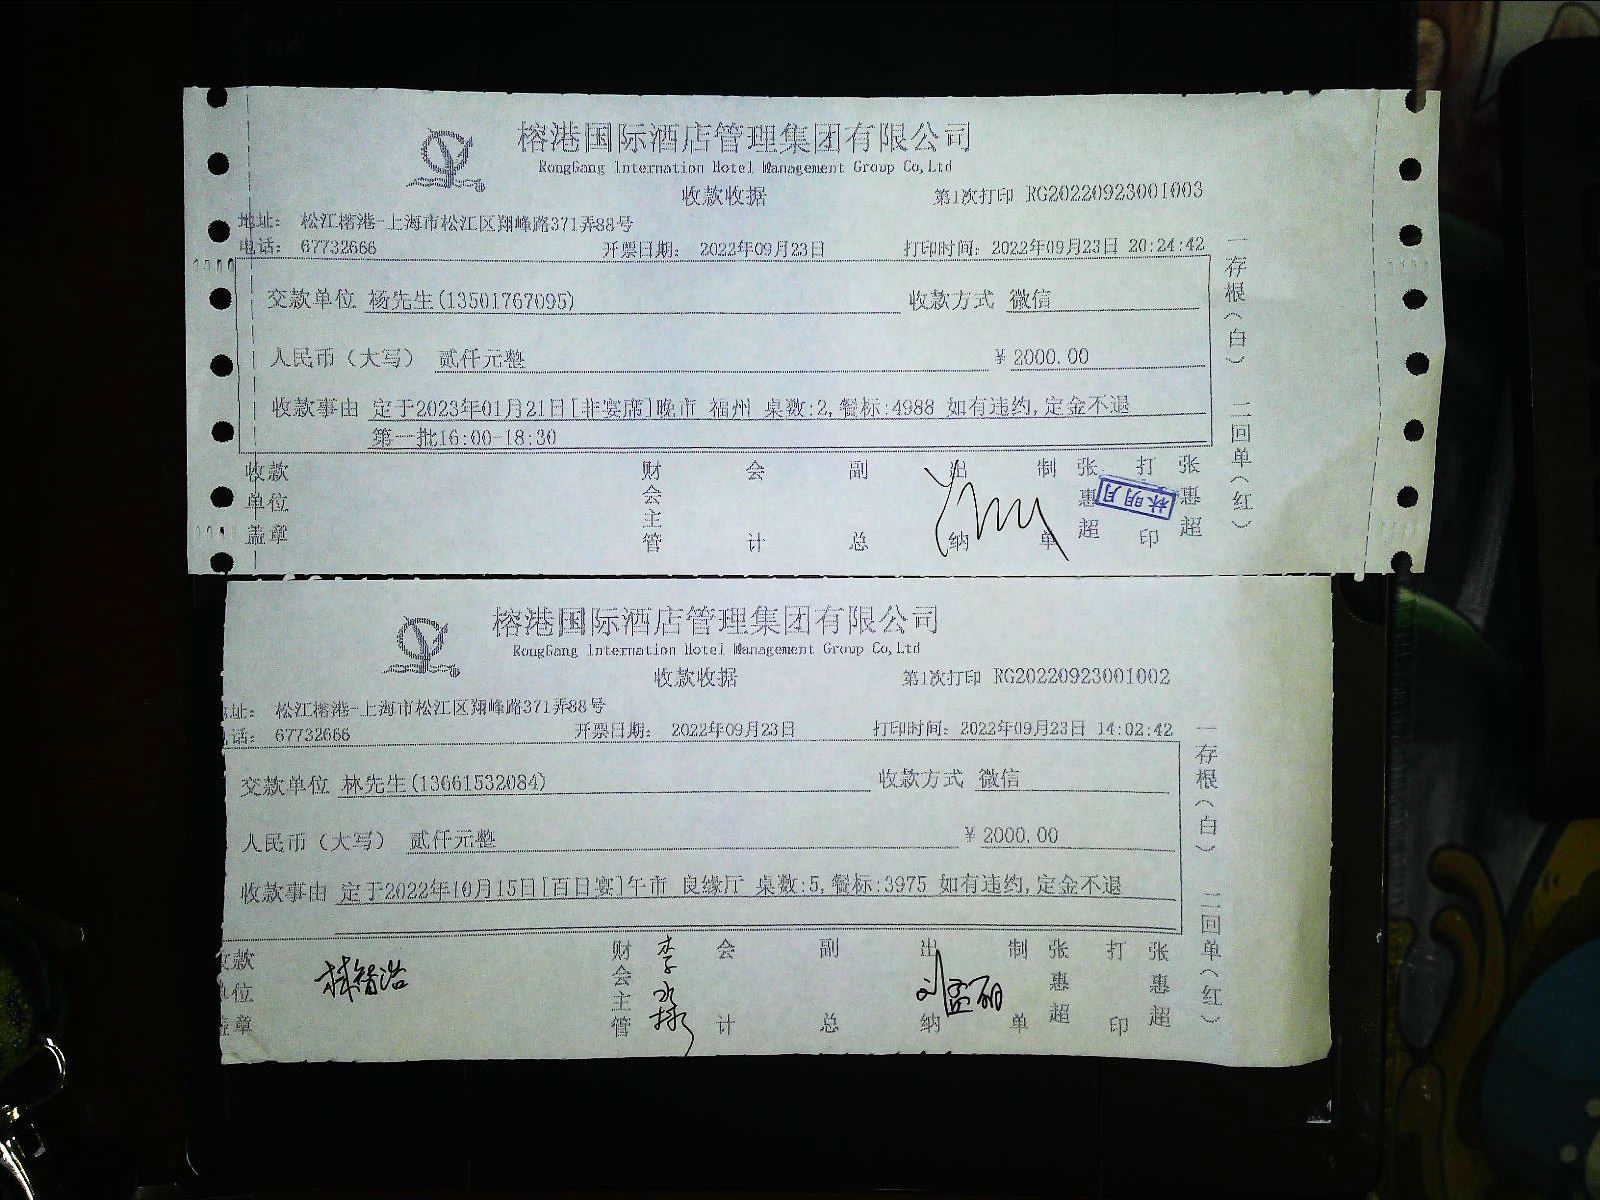 榕港国际酒店管理集团有限公司
RongGang Internation Hotel Management Group Co,Ltd
收款收据 第1次打印 RG20220923001003
地址： 松江榕港-上海市松江区翔峰路371弄88号
电话： 67732666 开票日期： 2022年09月23日 打印时间： 2022年09月23日 20:24:42
交款单位 杨先生(13501767095) 收款方式 微信
人民币（大写） 贰仟元整 ￥2000.00
收款事由 定于2023年01月21日[非宴席]晚市 福州 桌数:2,餐标:4988 如有违约,定金不退
第一批16:00-18:30
收款单位盖章 财会主管 会计 副总 出纳 制单 张惠超 打印 张惠超
林明月
一存根（白） 二回单（红）
榕港国际酒店管理集团有限公司
RongGang Internation Hotel Management Group Co,Ltd
收款收据 第1次打印 RG20220923001002
地址： 松江榕港-上海市松江区翔峰路371弄88号
电话： 67732666 开票日期： 2022年09月23日 打印时间： 2022年09月23日 14:02:42
交款单位 林先生(13661532084) 收款方式 微信
人民币（大写） 贰仟元整 ￥2000.00
收款事由 定于2022年10月15日[百日宴]午市 良缘厅 桌数:5,餐标:3975 如有违约,定金不退
收款单位盖章 林智浩 财会主管 会计 副总 出纳 制单 张惠超 打印 张惠超
一存根（白） 二回单（红）